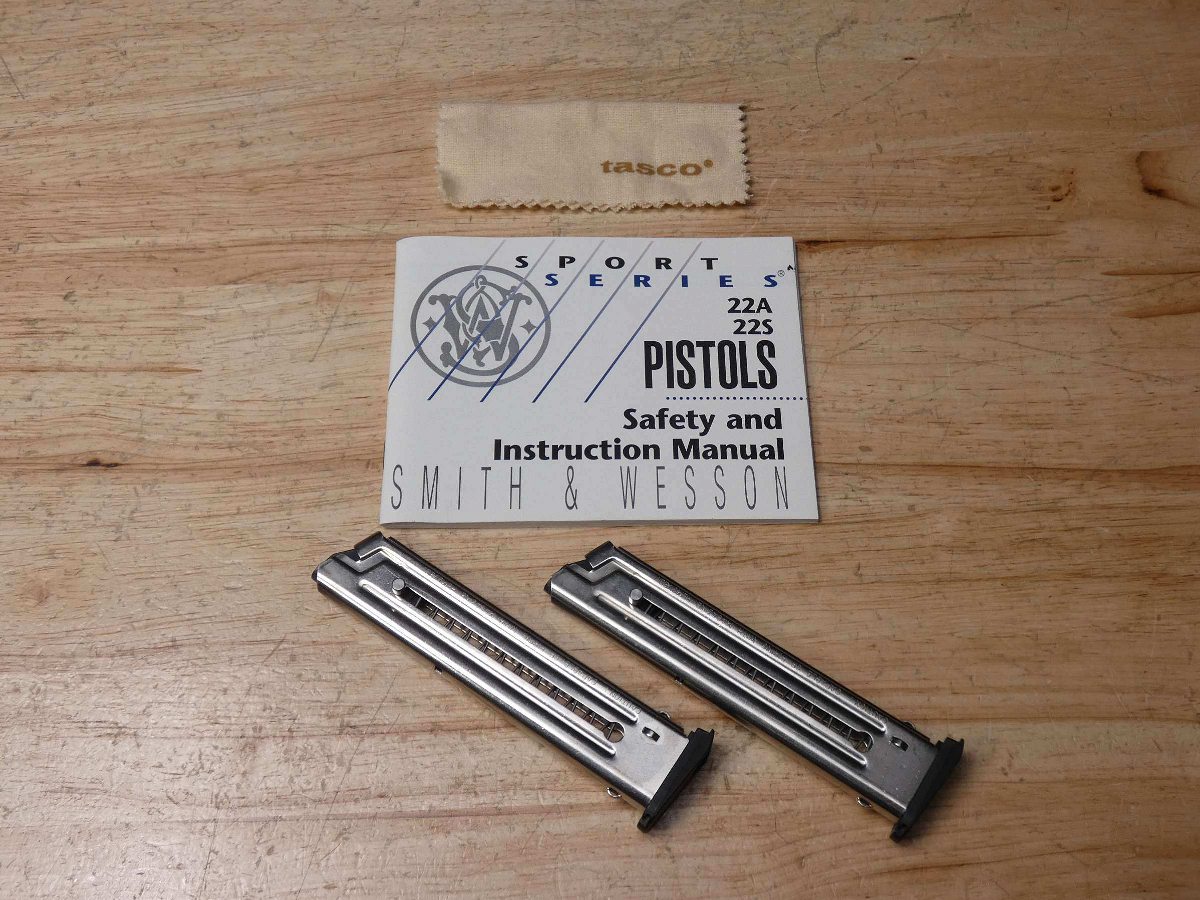 tasco®
SPORT
SERIES®
22A
22S
PISTOLS
Safety and
Instruction Manual
SMITH & WESSON